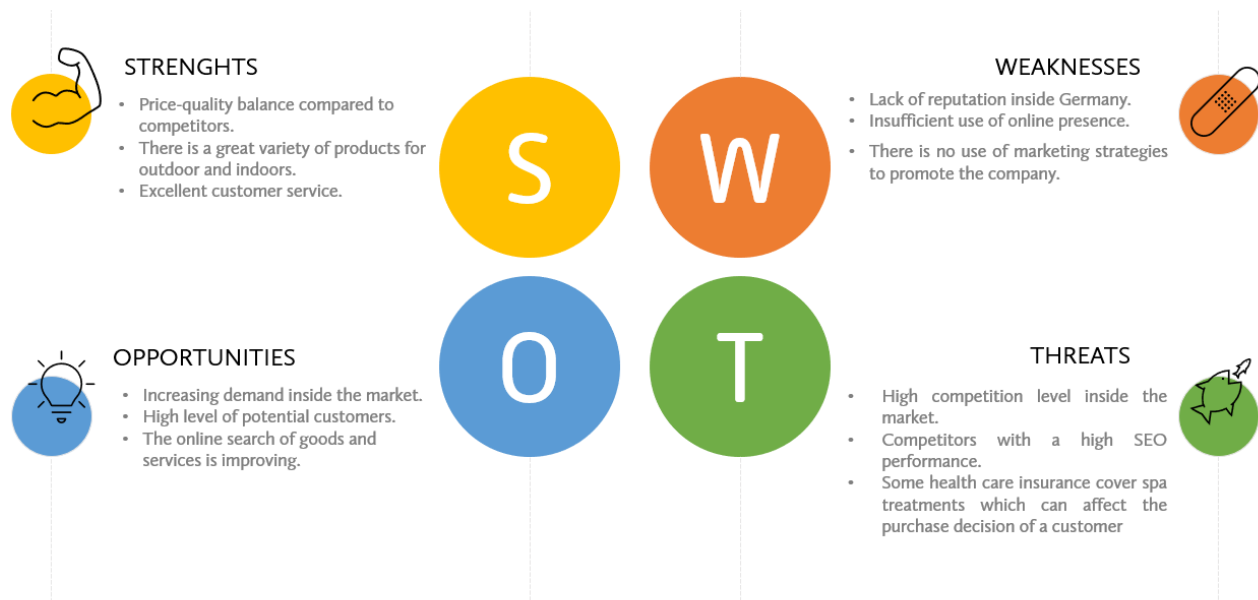 STRENGHTS
• Price-quality balance compared to
competitors.
• There is a great variety of products for
outdoor and indoors.
• Excellent customer service.
S
W
WEAKNESSES
• Lack of reputation inside Germany.
• Insufficient use of online presence.
• There is no use of marketing strategies
to promote the company.
OPPORTUNITIES
• Increasing demand inside the market.
• High level of potential customers.
• The online search of goods and
services is improving.
O
T
THREATS
• High competition level inside the
market.
• Competitors with a high SEO
performance.
• Some health care insurance cover spa
treatments which can affect the
purchase decision of a customer